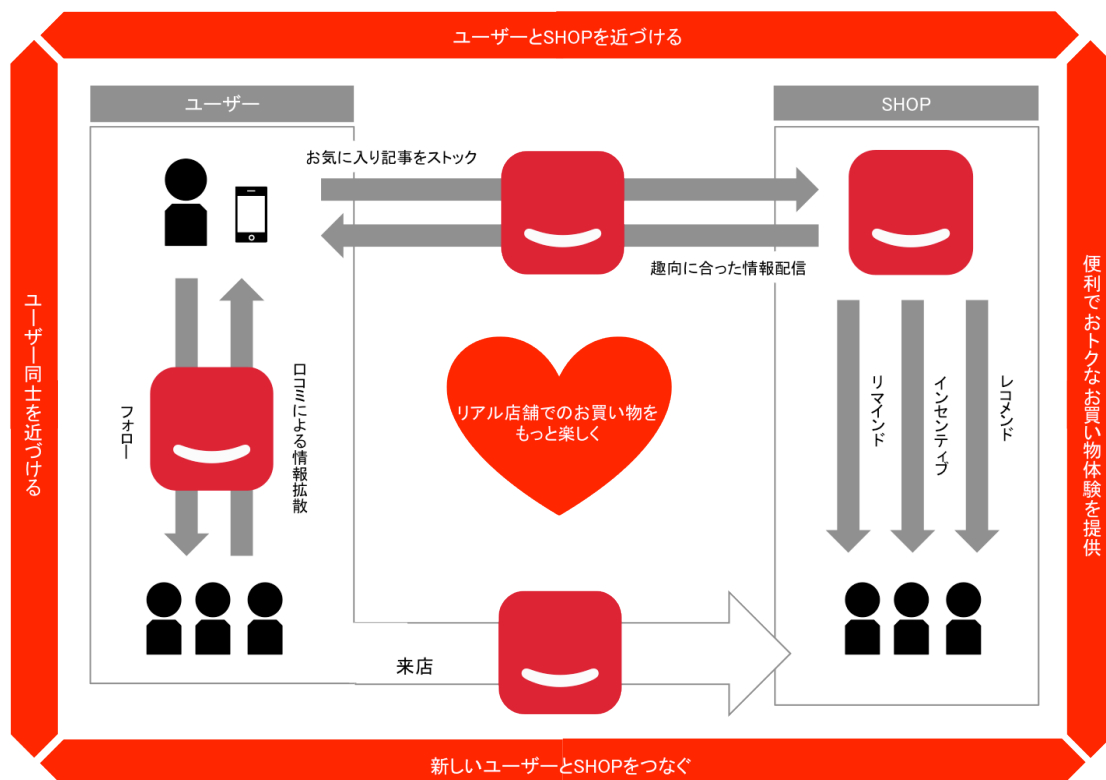 ユーザーとSHOPを近づける
ユーザー
SHOP
お気に入り記事をストック
趣向に合った情報配信
ユーザー同士を近づける
フォロー
口コミによる情報拡散
リアル店舗でのお買い物を
もっと楽しく
リマインド
インセンティブ
レコメンド
便利でおトクなお買い物体験を提供
来店
新しいユーザーとSHOPをつなぐ